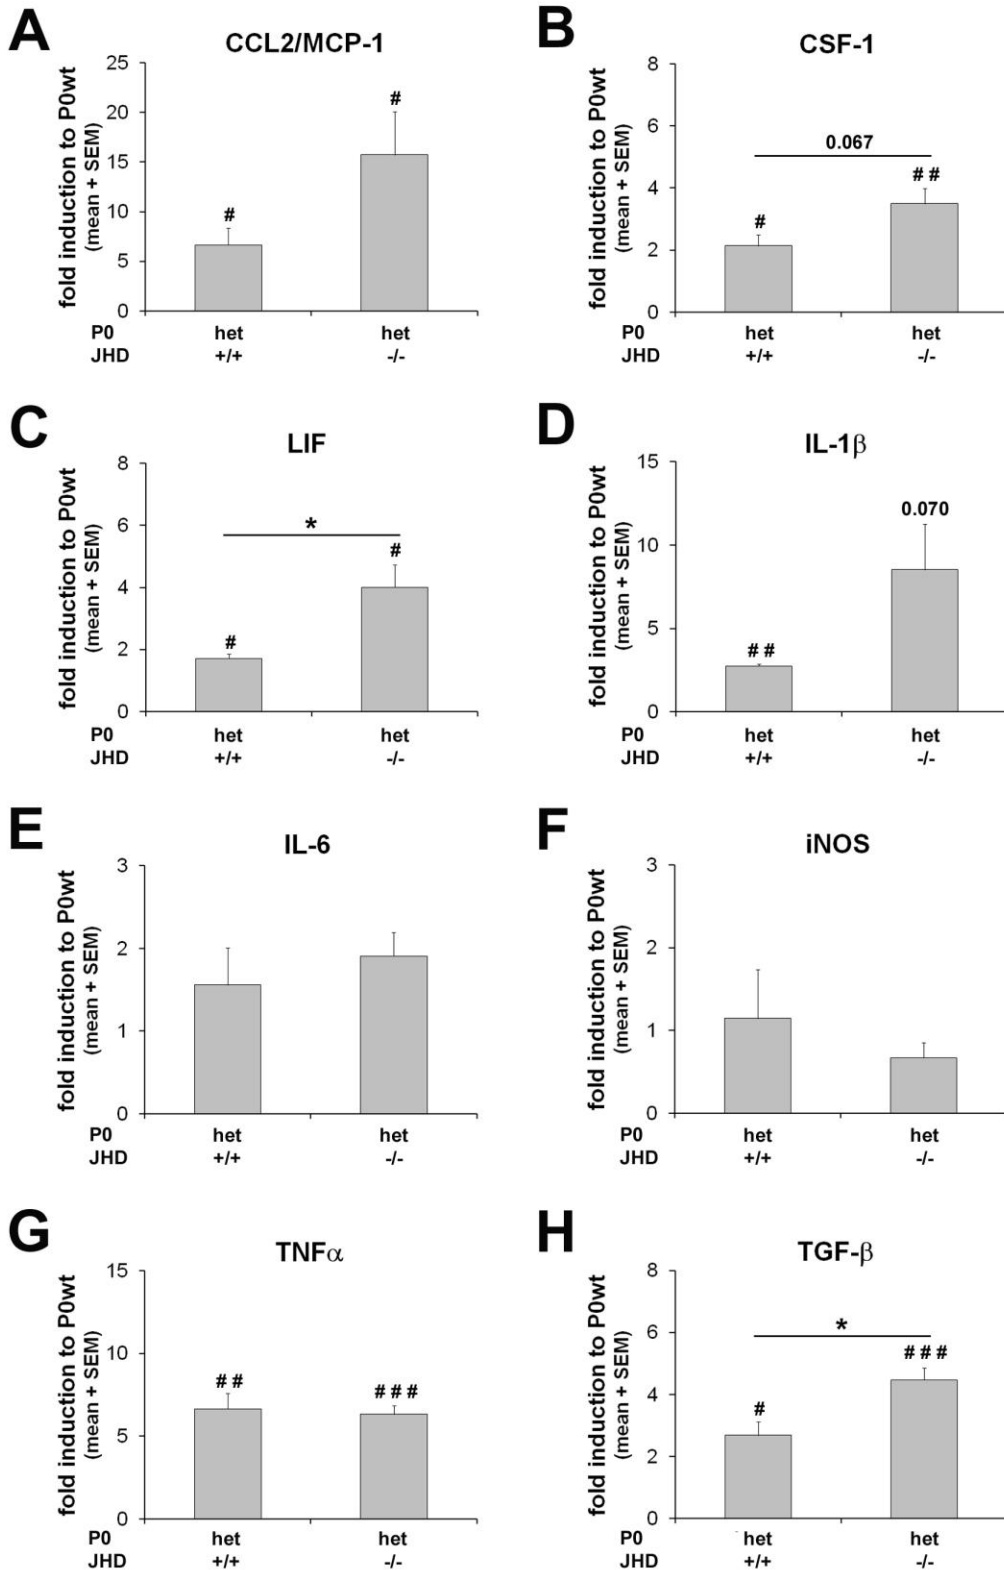 A
CCL2/MCP-1
fold induction to P0wt
(mean + SEM)
25
20
15
10
5
0
#
#
P0 het het
JHD +/+ -/-
B
CSF-1
fold induction to P0wt
(mean + SEM)
8
6
4
2
0
0.067
#
# #
P0 het het
JHD +/+ -/-
C
LIF
fold induction to P0wt
(mean + SEM)
8
6
4
2
0
*
#
#
P0 het het
JHD +/+ -/-
D
IL-1β
fold induction to P0wt
(mean + SEM)
15
10
5
0
# #
0.070
P0 het het
JHD +/+ -/-
E
IL-6
fold induction to P0wt
(mean + SEM)
3
2
1
0
P0 het het
JHD +/+ -/-
F
iNOS
fold induction to P0wt
(mean + SEM)
3
2
1
0
P0 het het
JHD +/+ -/-
G
TNFα
fold induction to P0wt
(mean + SEM)
15
10
5
0
# #
# # #
P0 het het
JHD +/+ -/-
H
TGF-β
fold induction to P0wt
(mean + SEM)
8
6
4
2
0
*
#
# # #
P0 het het
JHD +/+ -/-